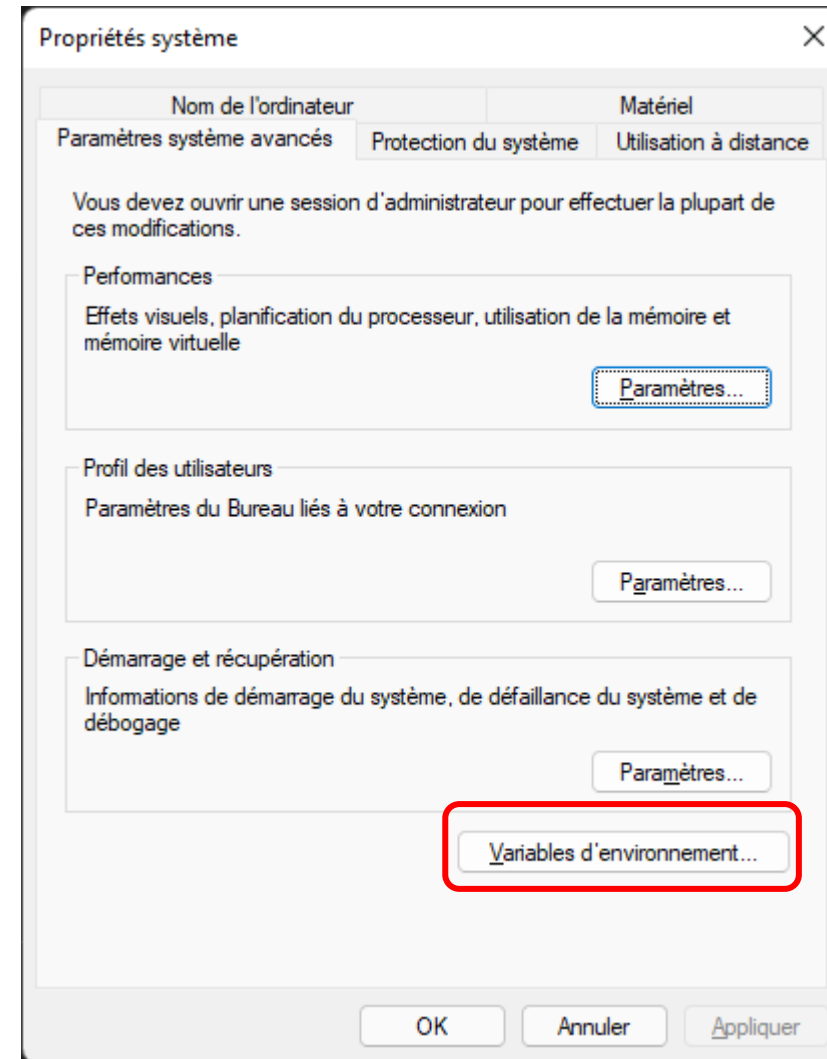 Propriétés système
Nom de l'ordinateur
Matériel
Paramètres système avancés
Protection du système
Utilisation à distance
Vous devez ouvrir une session d'administrateur pour effectuer la plupart de
ces modifications.
Performances
Effets visuels, planification du processeur, utilisation de la mémoire et
mémoire virtuelle
Paramètres...
Profil des utilisateurs
Paramètres du Bureau liés à votre connexion
Paramètres...
Démarrage et récupération
Informations de démarrage du système, de défaillance du système et de
débogage
Paramètres...
Variables d'environnement...
OK
Annuler
Appliquer